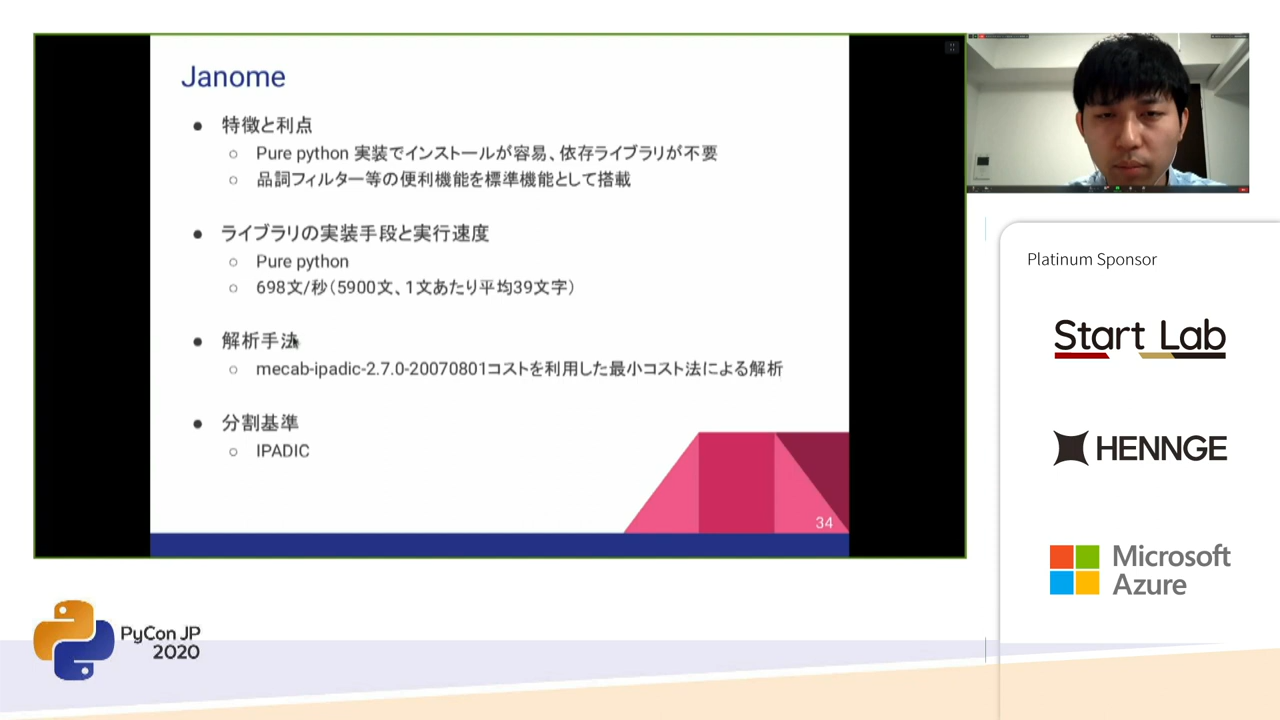 Janome
● 特徴と利点
○ Pure python 実装でインストールが容易、依存ライブラリが不要
○ 品詞フィルター等の便利機能を標準機能として搭載
● ライブラリの実装手段と実行速度
○ Pure python
○ 698文/秒（5900文、1文あたり平均39文字）
● 解析手法
○ mecab-ipadic-2.7.0-20070801コストを利用した最小コスト法による解析
● 分割基準
○ IPADIC
34
Platinum Sponsor
Start Lab
HENNGE
Microsoft
Azure
PyCon JP
2020